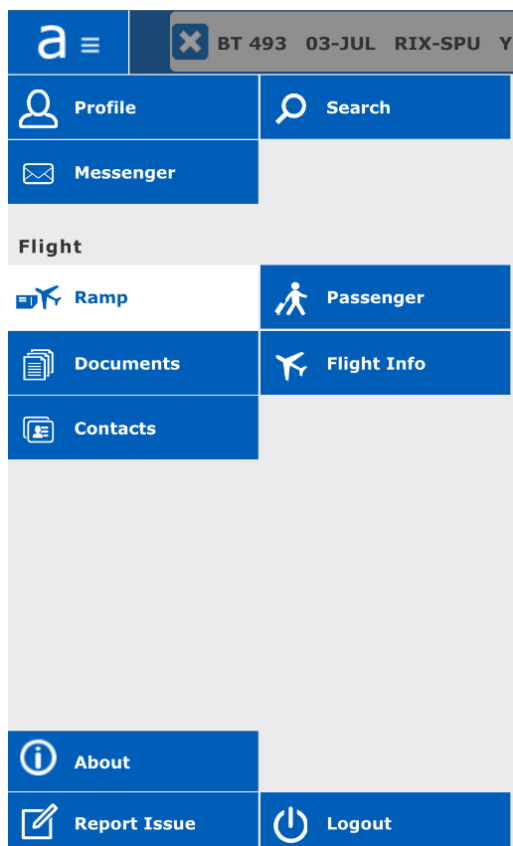 a
BT 493 03-JUL RIX-SPU Y
Profile
Search
Messenger
Flight
Ramp
Passenger
Documents
Flight Info
Contacts
About
Report Issue
Logout